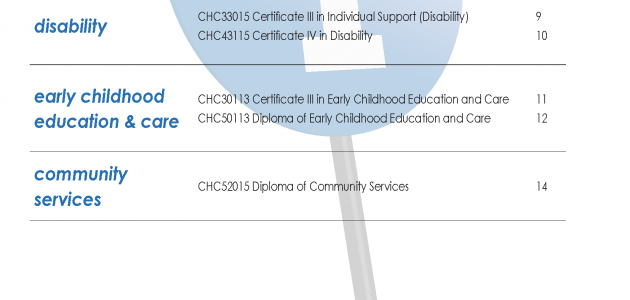 disability
CHC33015 Certificate III in Individual Support (Disability) 9
CHC43115 Certificate IV in Disability 10
early childhood
education & care
CHC30113 Certificate III in Early Childhood Education and Care 11
CHC50113 Diploma of Early Childhood Education and Care 12
community
services
CHC52015 Diploma of Community Services 14